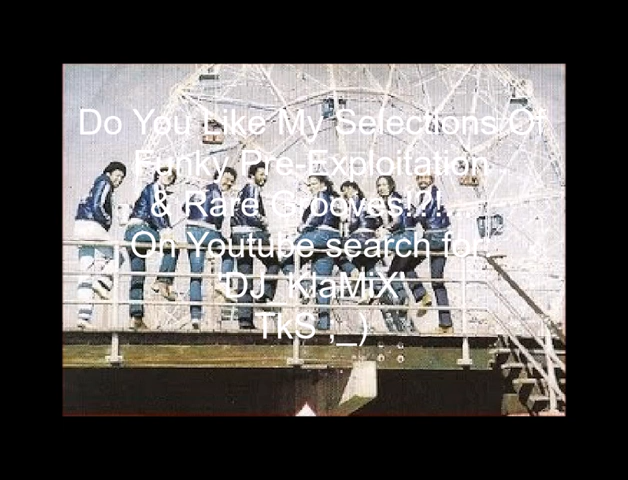 Do You Like My Selections Of
Funky Pre-Exploitation
& Rare Grooves!?!...
On Youtube search for:
'DJ KlaMiX'
TkS ;_)